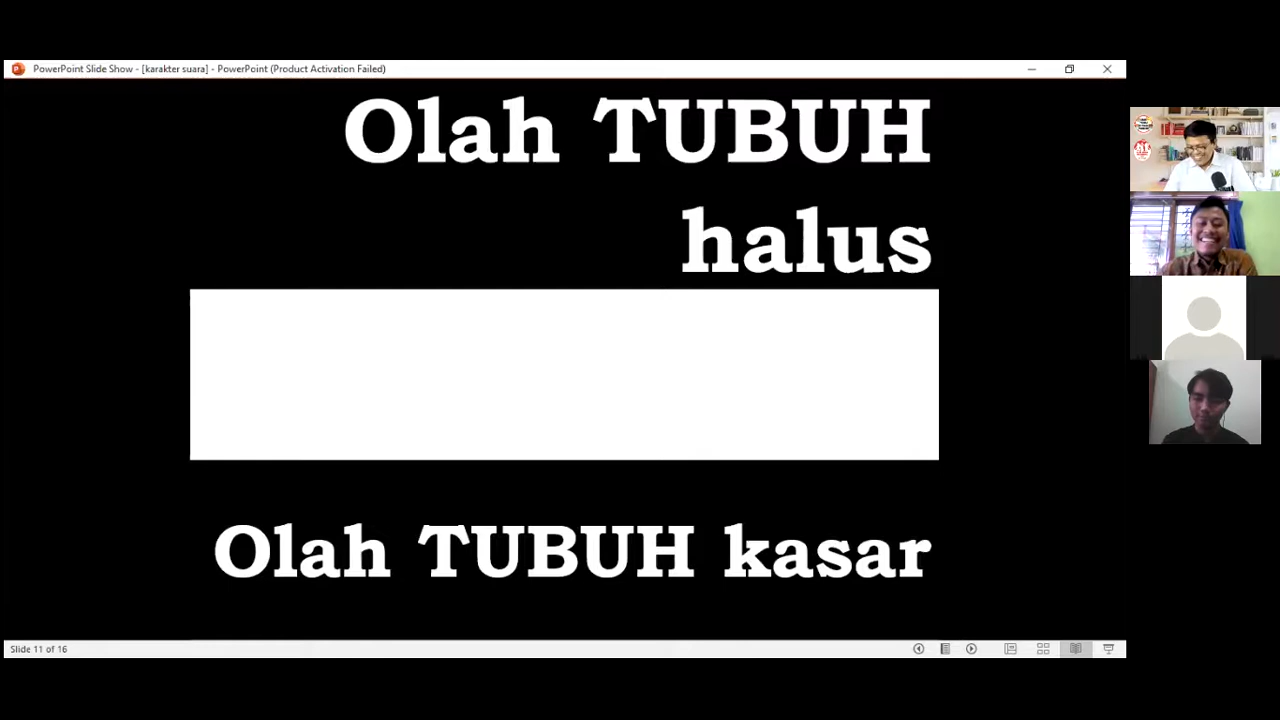 PowerPoint Slide Show - [karakter suara] - PowerPoint (Product Activation Failed)
Olah TUBUH
halus
Olah TUBUH kasar
Slide 11 of 16